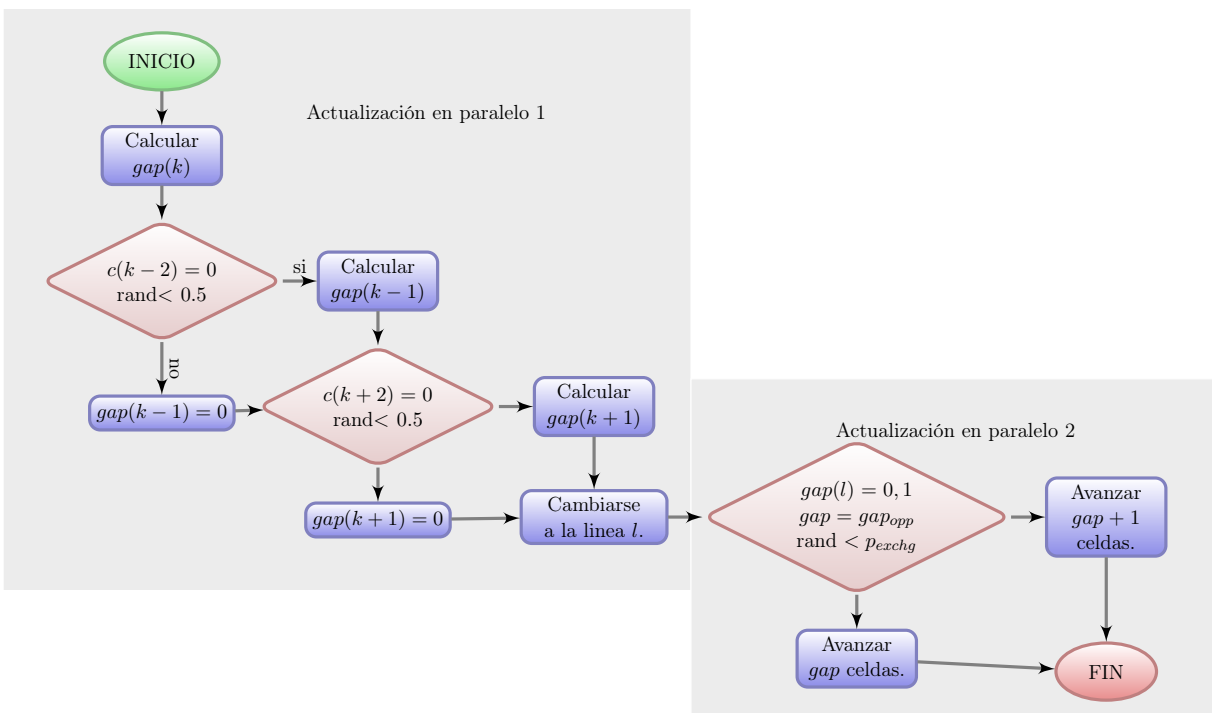 INICIO
Actualización en paralelo 1
Calcular
gap(k)
c(k − 2) = 0
rand< 0.5
si
Calcular
gap(k − 1)
no
gap(k − 1) = 0
c(k + 2) = 0
rand< 0.5
Calcular
gap(k + 1)
gap(k + 1) = 0
Cambiarse
a la linea l.
Actualización en paralelo 2
gap(l) = 0, 1
gap = gap_opp
rand < p_exchg
Avanzar
gap + 1
celdas.
Avanzar
gap celdas.
FIN